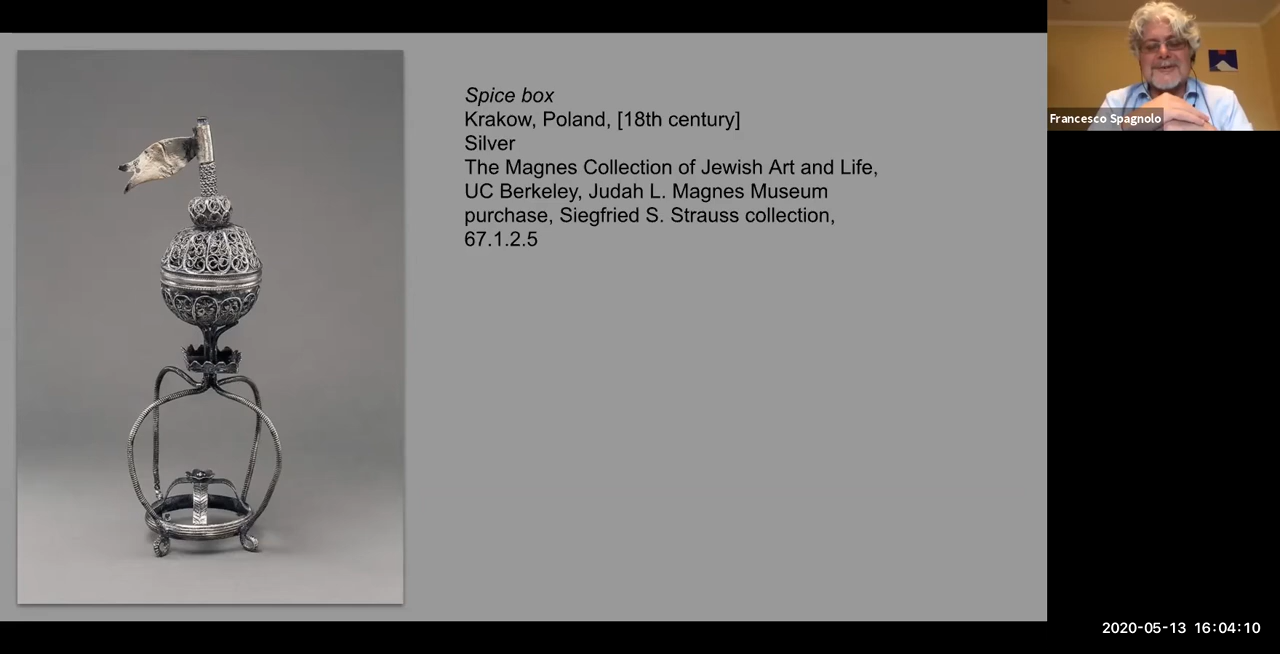 Spice box
Krakow, Poland, [18th century]
Silver
The Magnes Collection of Jewish Art and Life,
UC Berkeley, Judah L. Magnes Museum
purchase, Siegfried S. Strauss collection,
67.1.2.5
Francesco Spagnolo
2020-05-13 16:04:10